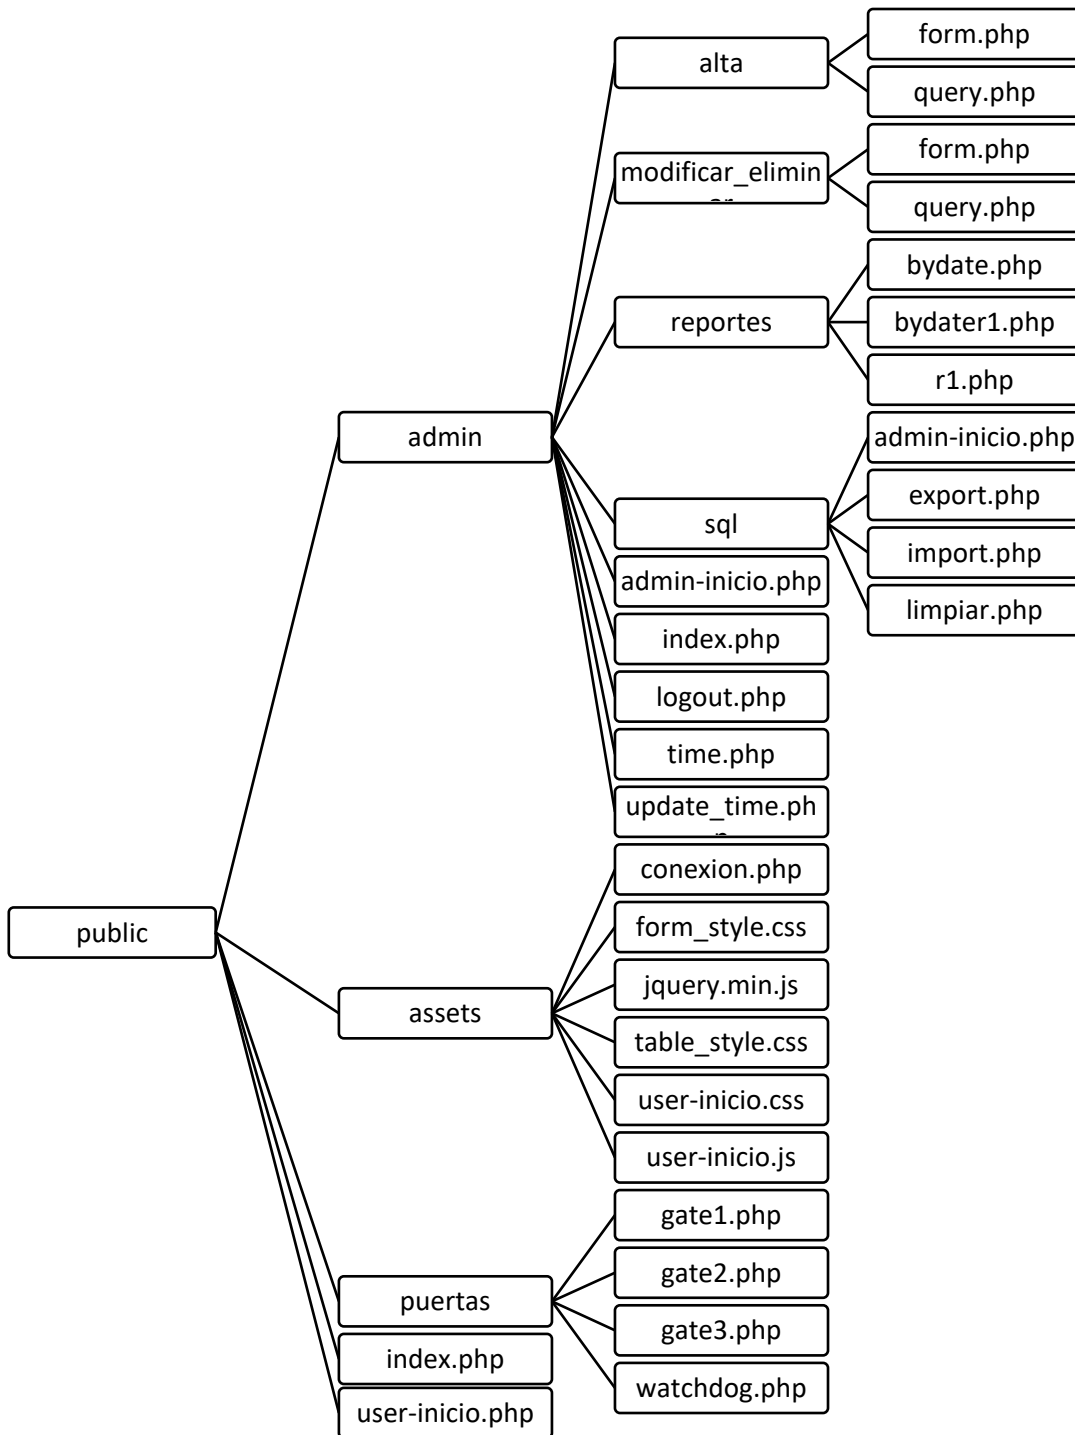 public
admin
alta
form.php
query.php
modificar_elimin
ar
form.php
query.php
reportes
bydate.php
bydater1.php
r1.php
sql
admin-inicio.php
export.php
import.php
limpiar.php
admin-inicio.php
index.php
logout.php
time.php
update_time.ph
p
assets
conexion.php
form_style.css
jquery.min.js
table_style.css
user-inicio.css
user-inicio.js
puertas
gate1.php
gate2.php
gate3.php
watchdog.php
index.php
user-inicio.php